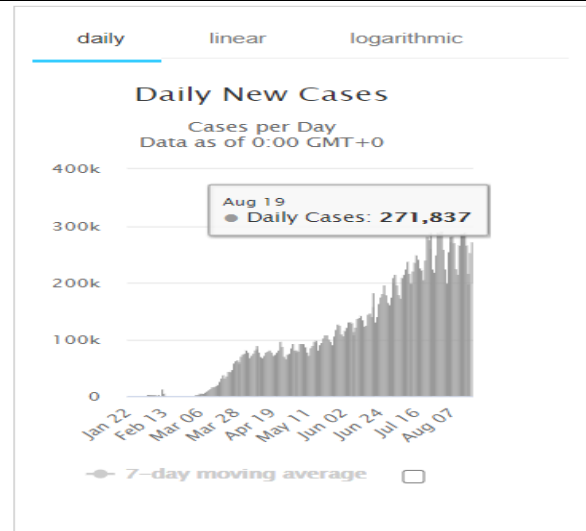 daily linear logarithmic
Daily New Cases
Cases per Day
Data as of 0:00 GMT+0
400k
Aug 19
Daily Cases: 271,837
300k
200k
100k
0
Jan 22 Feb 13 Mar 06 Mar 28 Apr 19 May 11 Jun 02 Jun 24 Jul 16 Aug 07
7-day moving average